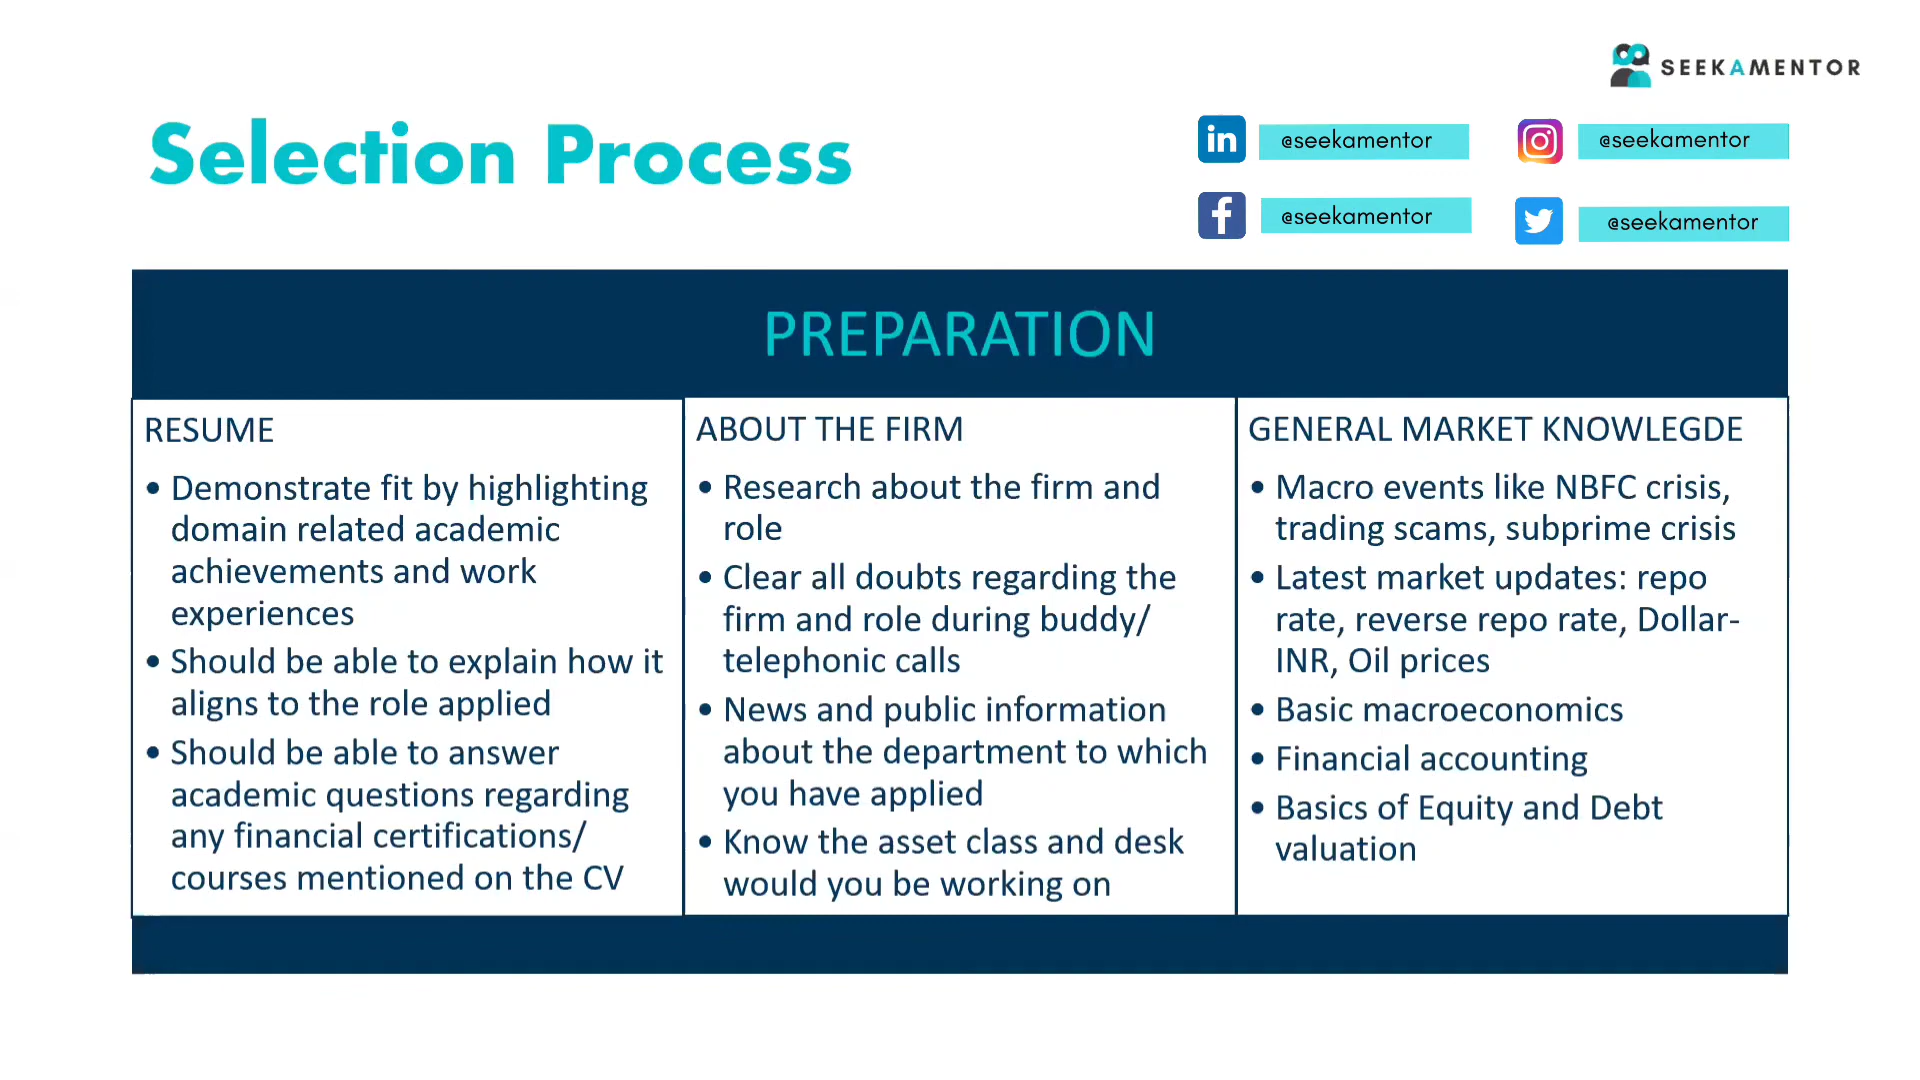 SEEKAMENTOR
Selection Process
@seekamentor
@seekamentor
@seekamentor
@seekamentor
PREPARATION
RESUME
• Demonstrate fit by highlighting
domain related academic
achievements and work
experiences
• Should be able to explain how it
aligns to the role applied
• Should be able to answer
academic questions regarding
any financial certifications/
courses mentioned on the CV
ABOUT THE FIRM
• Research about the firm and
role
• Clear all doubts regarding the
firm and role during buddy/
telephonic calls
• News and public information
about the department to which
you have applied
• Know the asset class and desk
would you be working on
GENERAL MARKET KNOWLEGDE
• Macro events like NBFC crisis,
trading scams, subprime crisis
• Latest market updates: repo
rate, reverse repo rate, Dollar-
INR, Oil prices
• Basic macroeconomics
• Financial accounting
• Basics of Equity and Debt
valuation